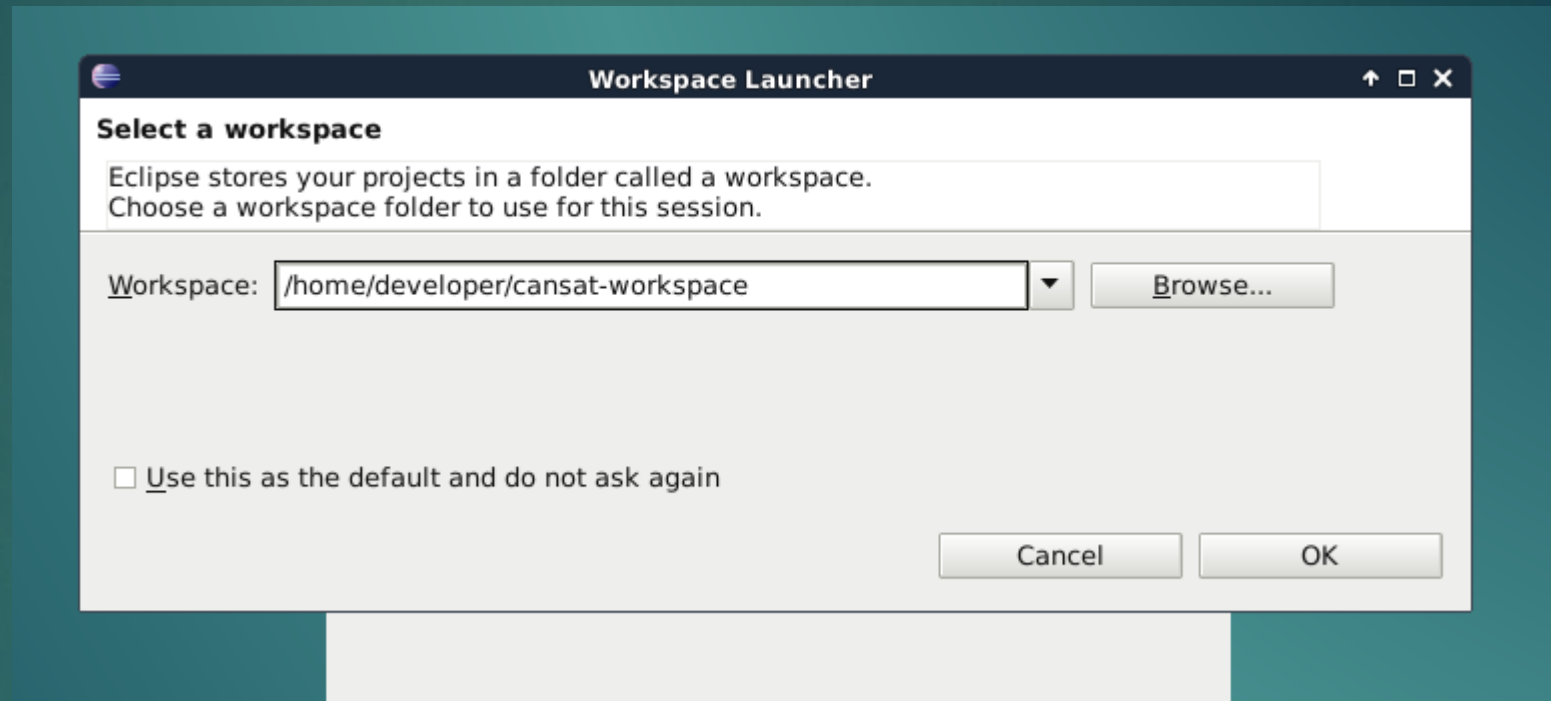 Workspace Launcher
Select a workspace
Eclipse stores your projects in a folder called a workspace.
Choose a workspace folder to use for this session.
Workspace: /home/developer/cansat-workspace Browse...
Use this as the default and do not ask again
Cancel OK